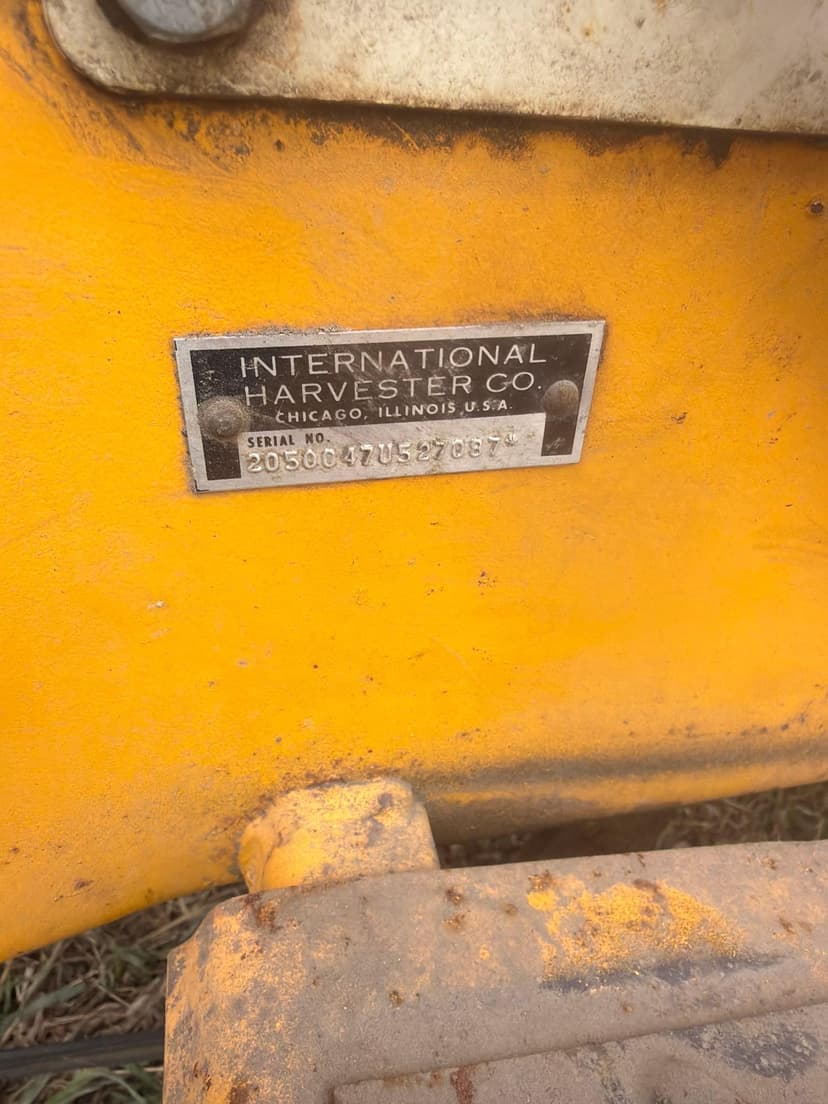 INTERNATIONAL
HARVESTER CO.
CHICAGO, ILLINOIS U.S.A.
SERIAL NO.
2050047U527087*